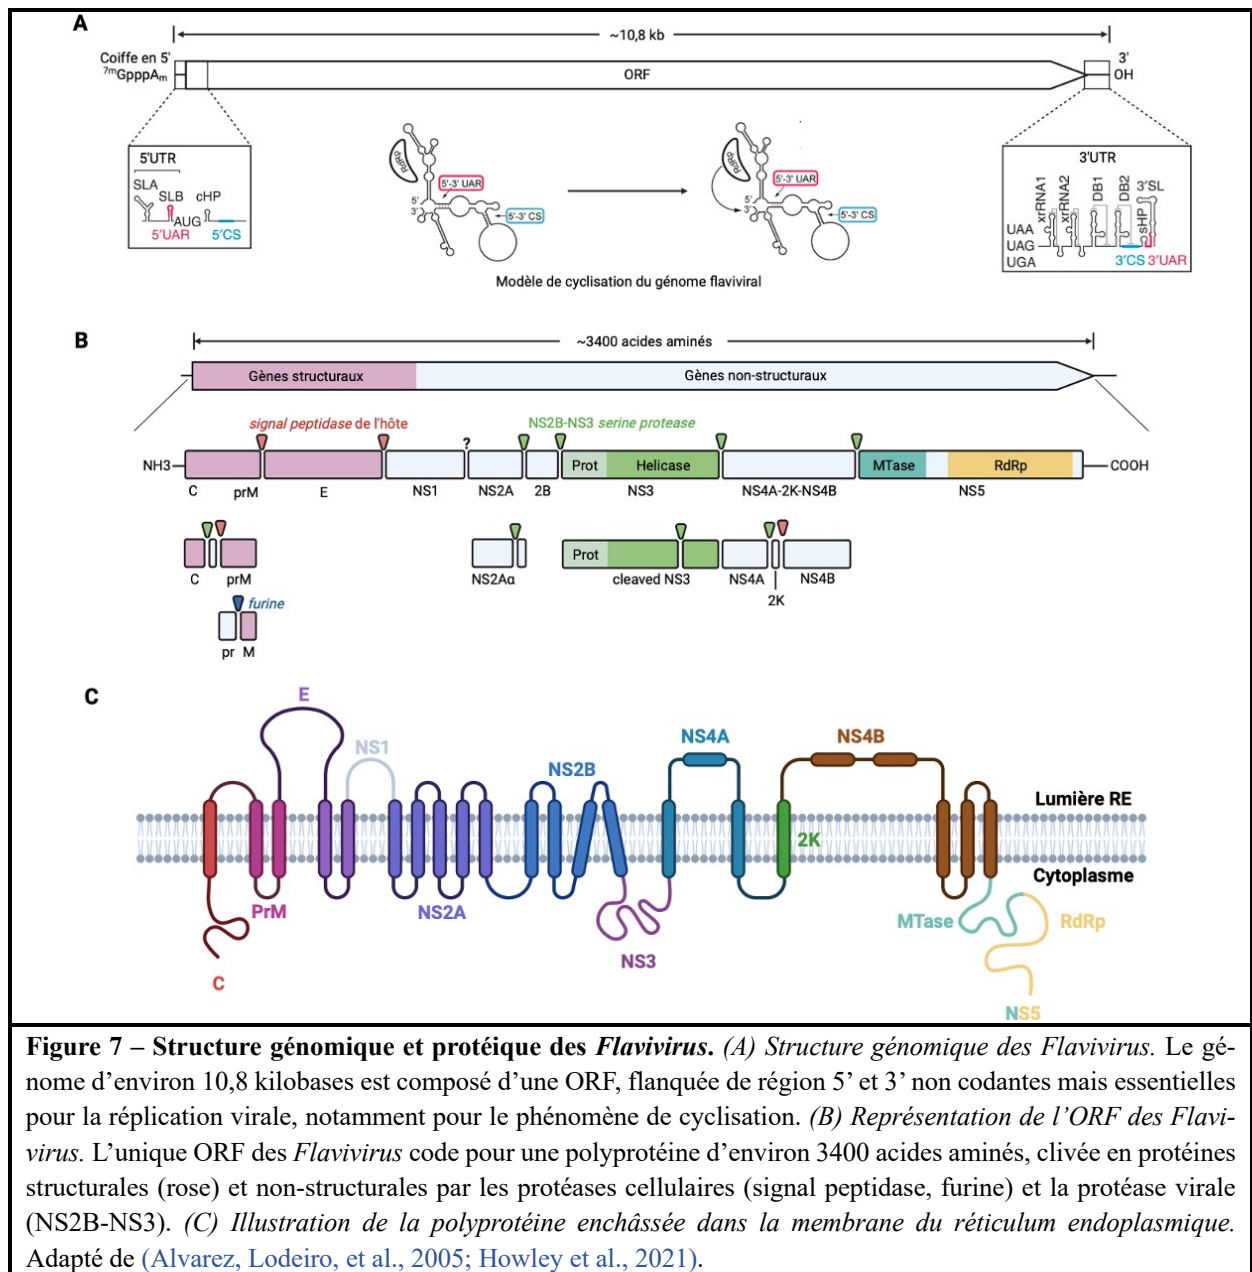 A
~10,8 kb
Coiffe en 5'
7mGpppAm
ORF
3'
OH
5'UTR
SLA
SLB
cHP
AUG
5'UAR
5'CS
RdRp
5'-3' UAR
5'
3'
5'-3' CS
RdRp
5'-3' UAR
5'
3'
5'-3' CS
Modèle de cyclisation du génome flaviviral
3'UTR
xrRNA1
xrRNA2
DB1
DB2
3'SL
sHP
UAA
UAG
UGA
3'CS 3'UAR
B
~3400 acides aminés
Gènes structuraux
Gènes non-structuraux
signal peptidase de l'hôte
NS2B-NS3 serine protease
?
NH3
Prot
Helicase
MTase
RdRp
COOH
C
prM
E
NS1
NS2A
2B
NS3
NS4A-2K-NS4B
NS5
Prot
C
prM
NS2Aα
cleaved NS3
NS4A
NS4B
2K
furine
pr M
C
E
NS1
NS2B
NS4A
NS4B
Lumière RE
2K
Cytoplasme
PrM
NS2A
MTase
RdRp
NS3
C
NS5
Figure 7 – Structure génomique et protéique des Flavivirus. (A) Structure génomique des Flavivirus. Le gé-
nome d'environ 10,8 kilobases est composé d'une ORF, flanquée de région 5' et 3' non codantes mais essentielles
pour la réplication virale, notamment pour le phénomène de cyclisation. (B) Représentation de l'ORF des Flavi-
virus. L'unique ORF des Flavivirus code pour une polyprotéine d'environ 3400 acides aminés, clivée en protéines
structurales (rose) et non-structurales par les protéases cellulaires (signal peptidase, furine) et la protéase virale
(NS2B-NS3). (C) Illustration de la polyprotéine enchâssée dans la membrane du réticulum endoplasmique.
Adapté de (Alvarez, Lodeiro, et al., 2005; Howley et al., 2021).